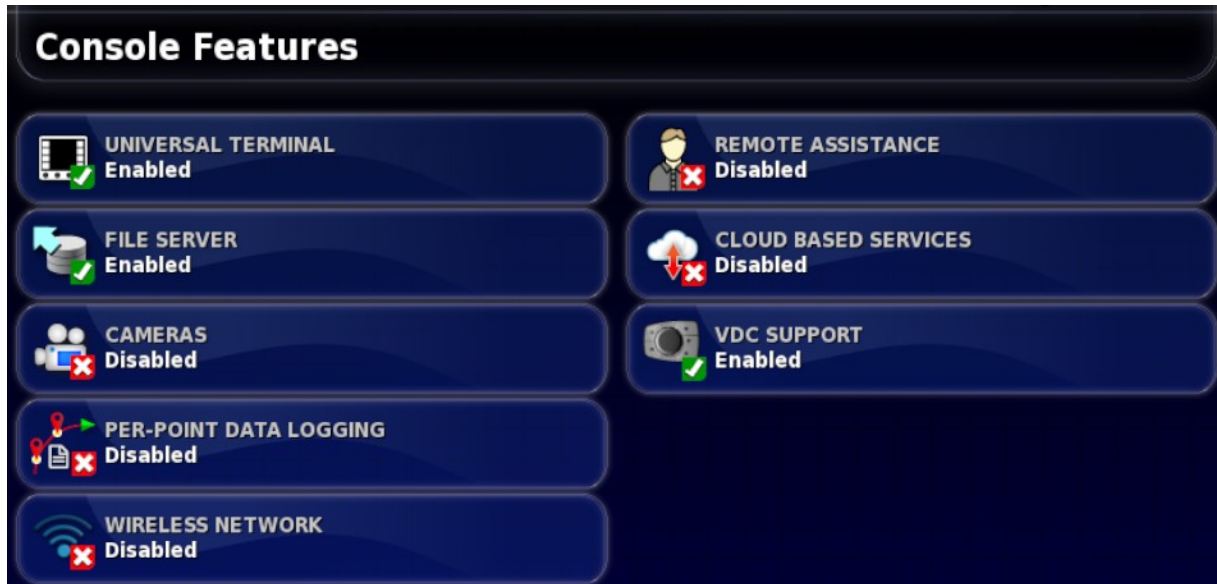 Console Features
UNIVERSAL TERMINAL
Enabled
FILE SERVER
Enabled
CAMERAS
Disabled
PER-POINT DATA LOGGING
Disabled
WIRELESS NETWORK
Disabled
REMOTE ASSISTANCE
Disabled
CLOUD BASED SERVICES
Disabled
VDC SUPPORT
Enabled